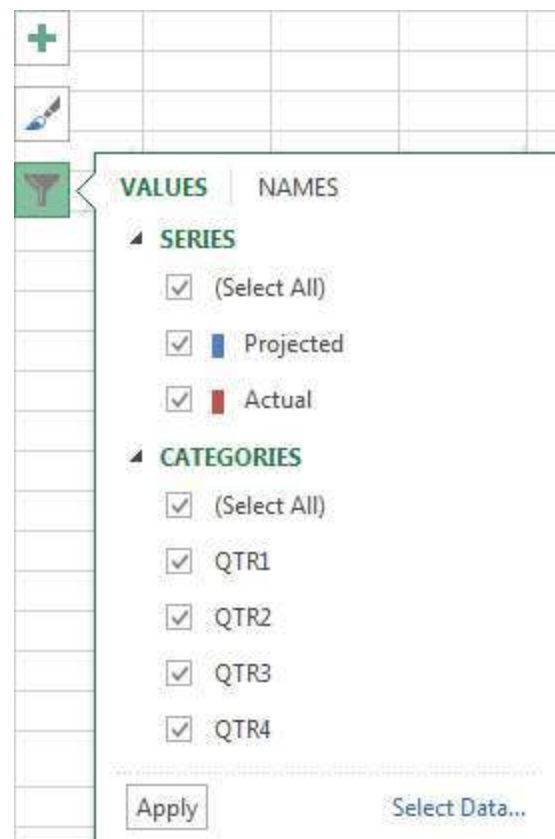 VALUES NAMES
SERIES
(Select All)
Projected
Actual
CATEGORIES
(Select All)
QTR1
QTR2
QTR3
QTR4
Apply Select Data...